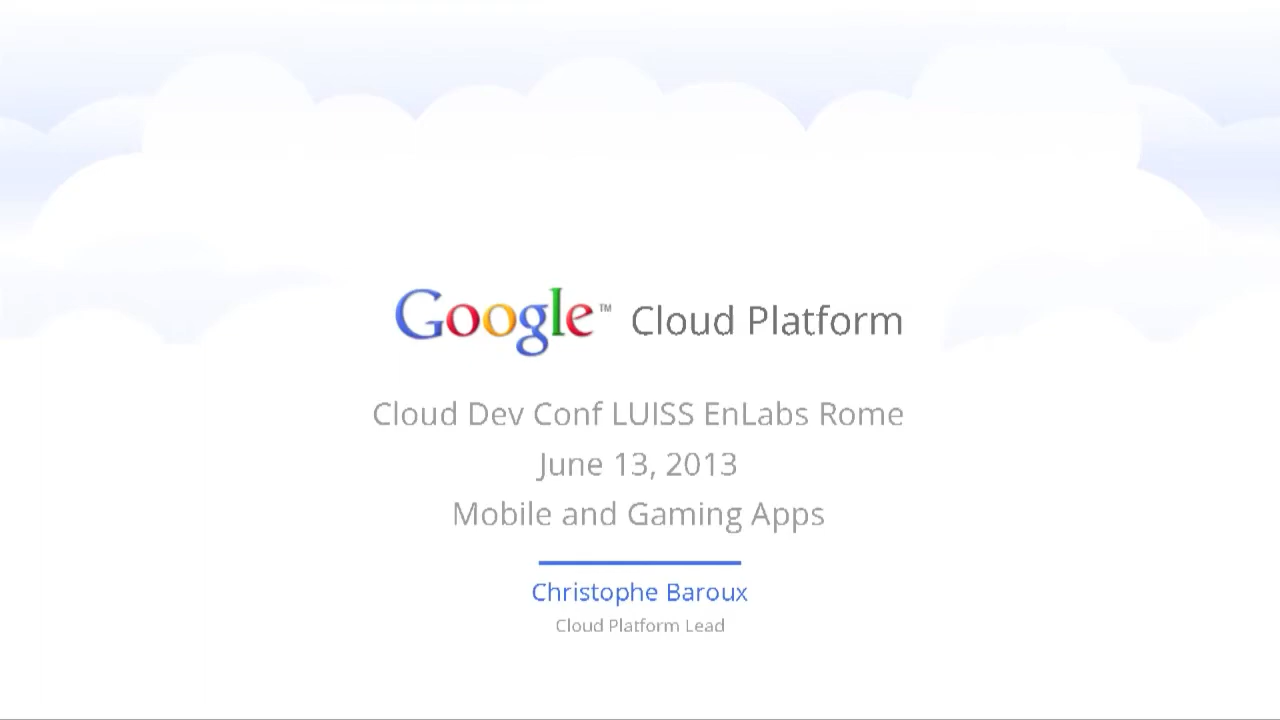 Google™ Cloud Platform
Cloud Dev Conf LUISS EnLabs Rome
June 13, 2013
Mobile and Gaming Apps
Christophe Baroux
Cloud Platform Lead